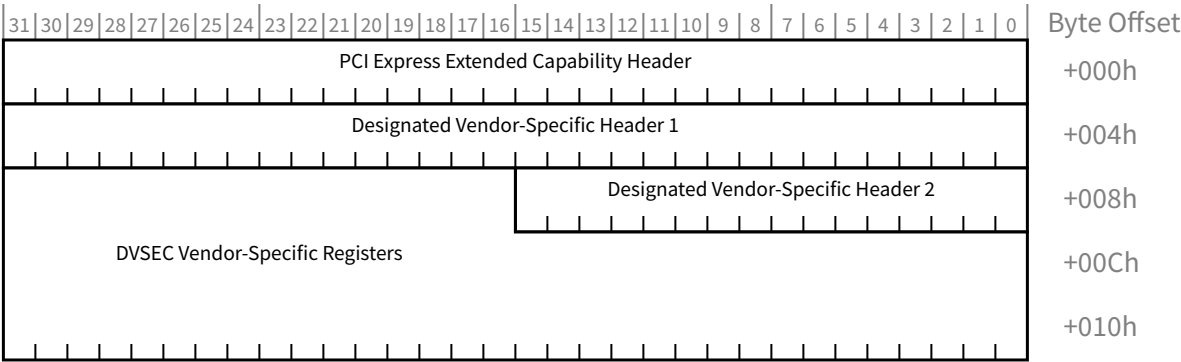 31 30 29 28 27 26 25 24 23 22 21 20 19 18 17 16 15 14 13 12 11 10 9 8 7 6 5 4 3 2 1 0 Byte Offset
PCI Express Extended Capability Header +000h
Designated Vendor-Specific Header 1 +004h
Designated Vendor-Specific Header 2 +008h
DVSEC Vendor-Specific Registers +00Ch
+010h